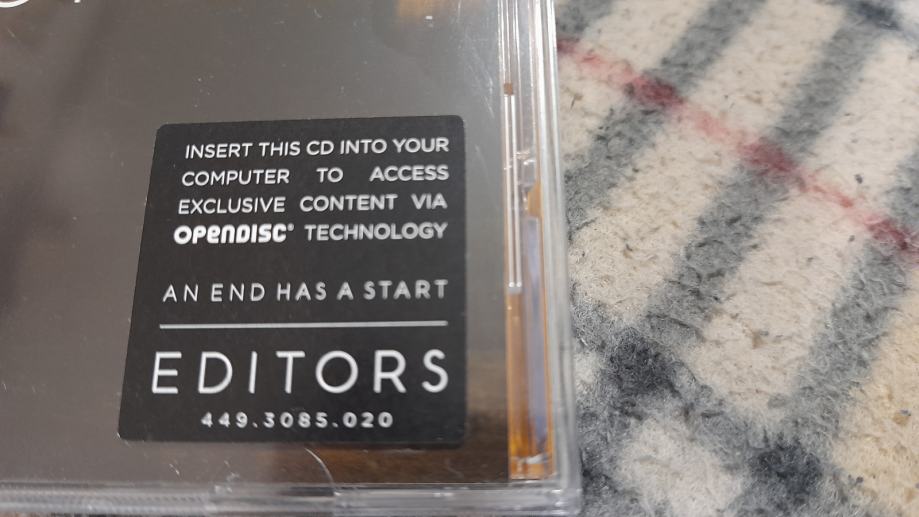 INSERT THIS CD INTO YOUR
COMPUTER TO ACCESS
EXCLUSIVE CONTENT VIA
OPENDISC® TECHNOLOGY
AN END HAS A START
EDITORS
449.3085.020